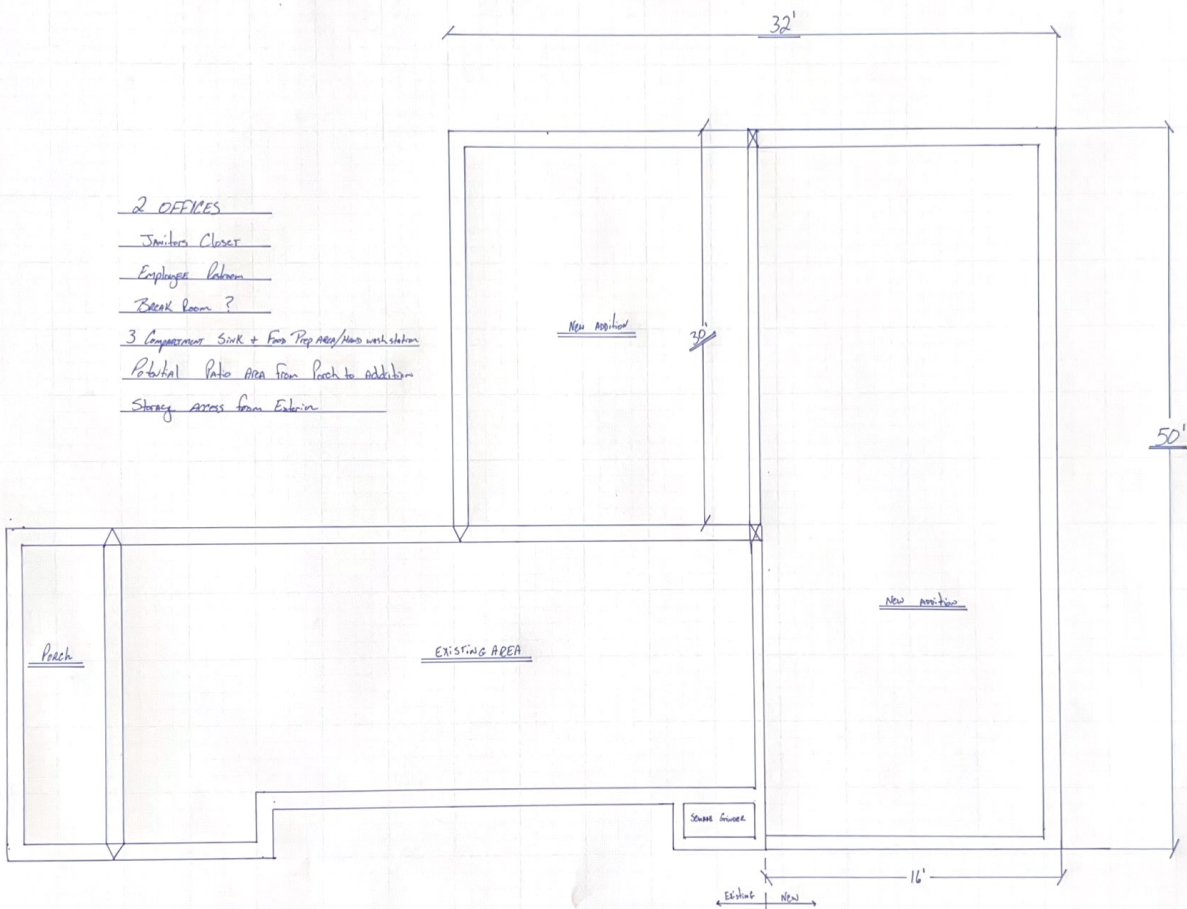 32'
2 OFFICES
Janitors Closet
Employee Restroom
BREAK Room ?
3 Compartment Sink + Food Prep AREA/Hand wash station
Potential Patio AREA from Porch to Addition
Storage Access from Exterior
New Addition
30'
50'
Porch
EXISTING AREA
New Addition
Sewage Grinder
16'
Existing New